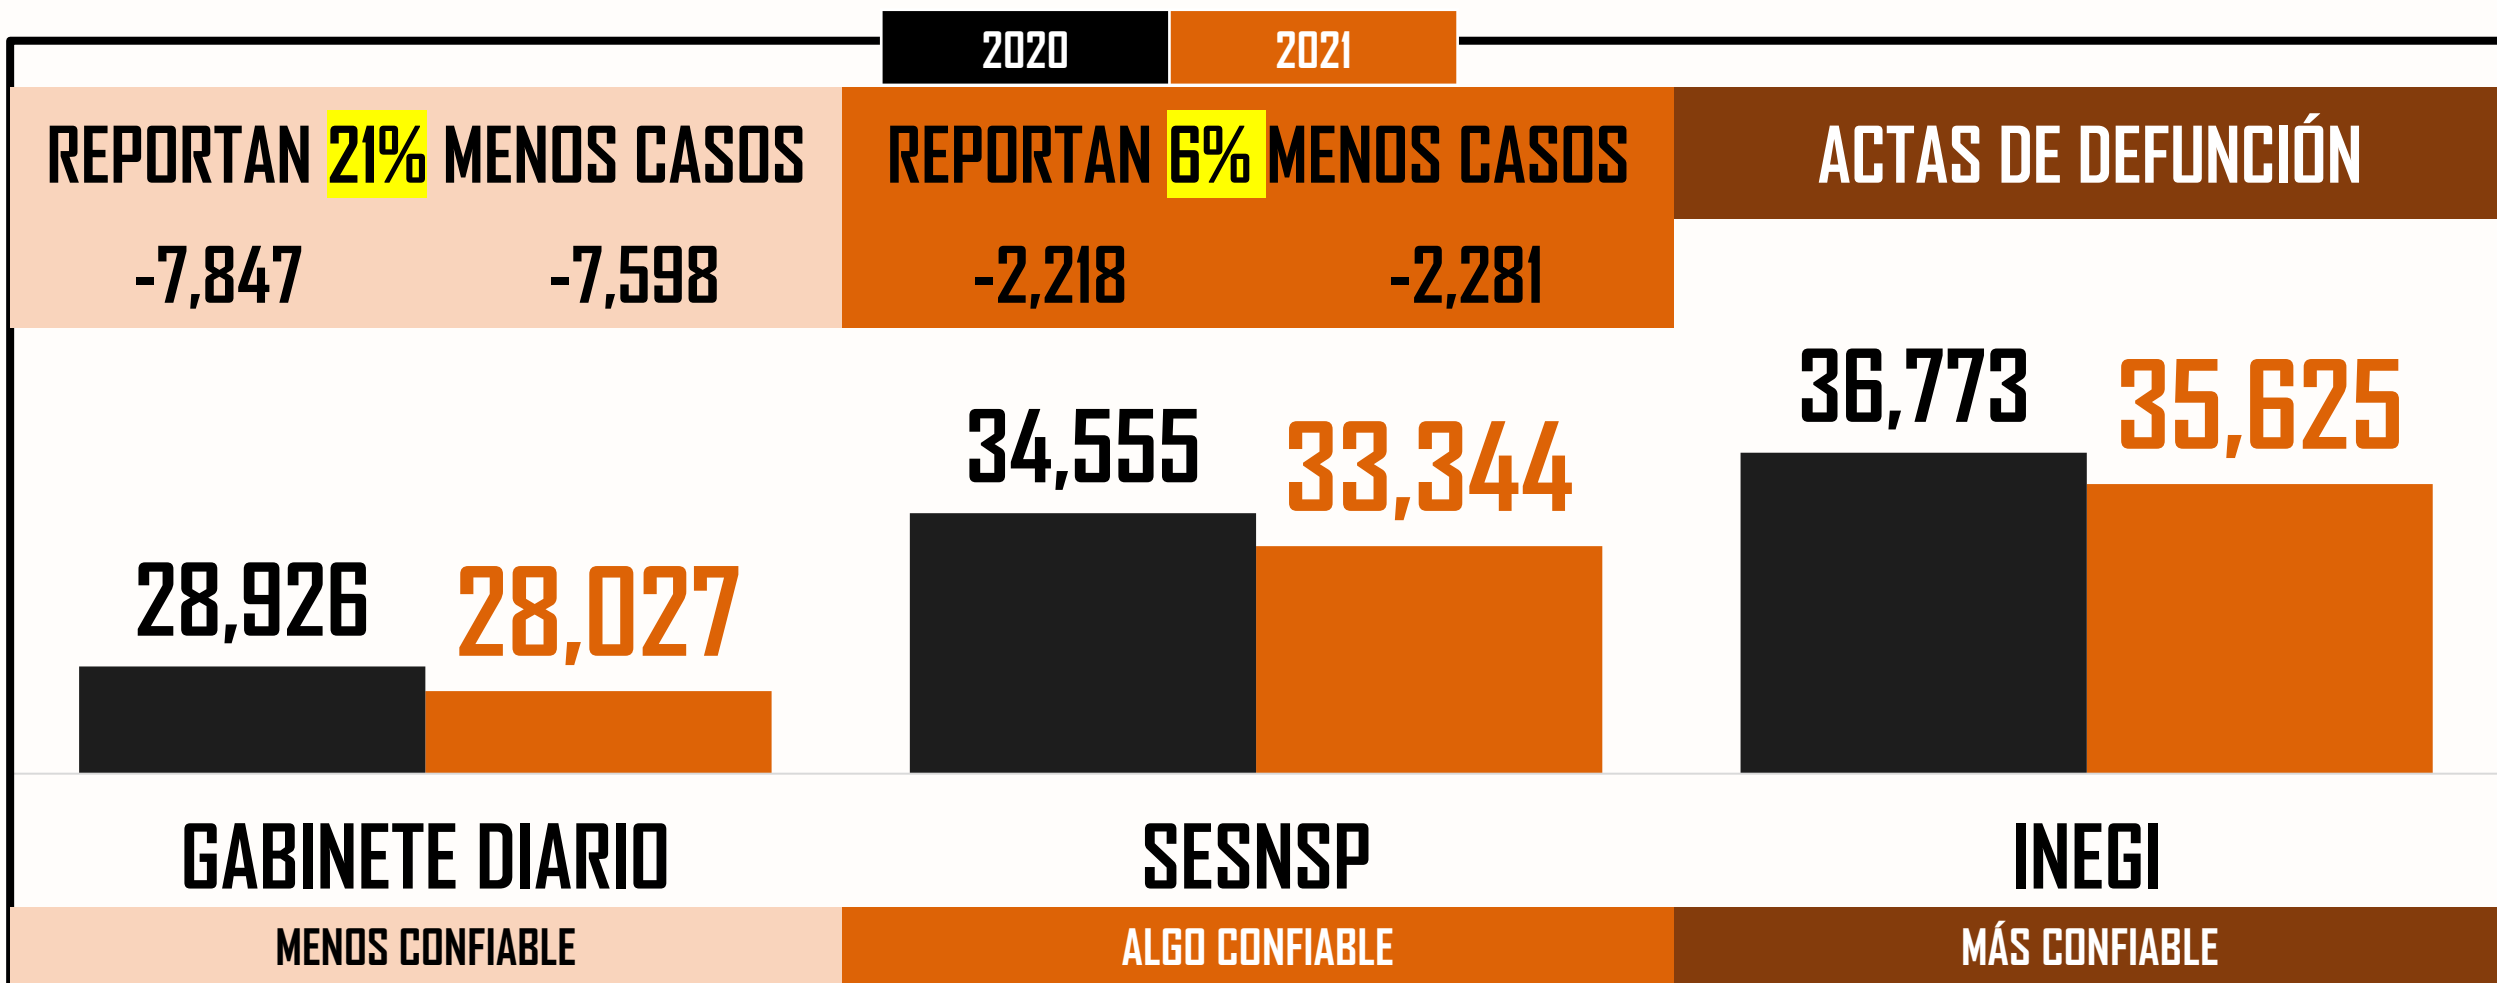 2020 2021
REPORTAN 21% MENOS CASOS
-7,847 -7,598
REPORTAN 6% MENOS CASOS
-2,218 -2,281
ACTAS DE DEFUNCIÓN
28,926 28,027
34,555 33,344
36,773 35,625
GABINETE DIARIO SESNSP INEGI
MENOS CONFIABLE ALGO CONFIABLE MÁS CONFIABLE